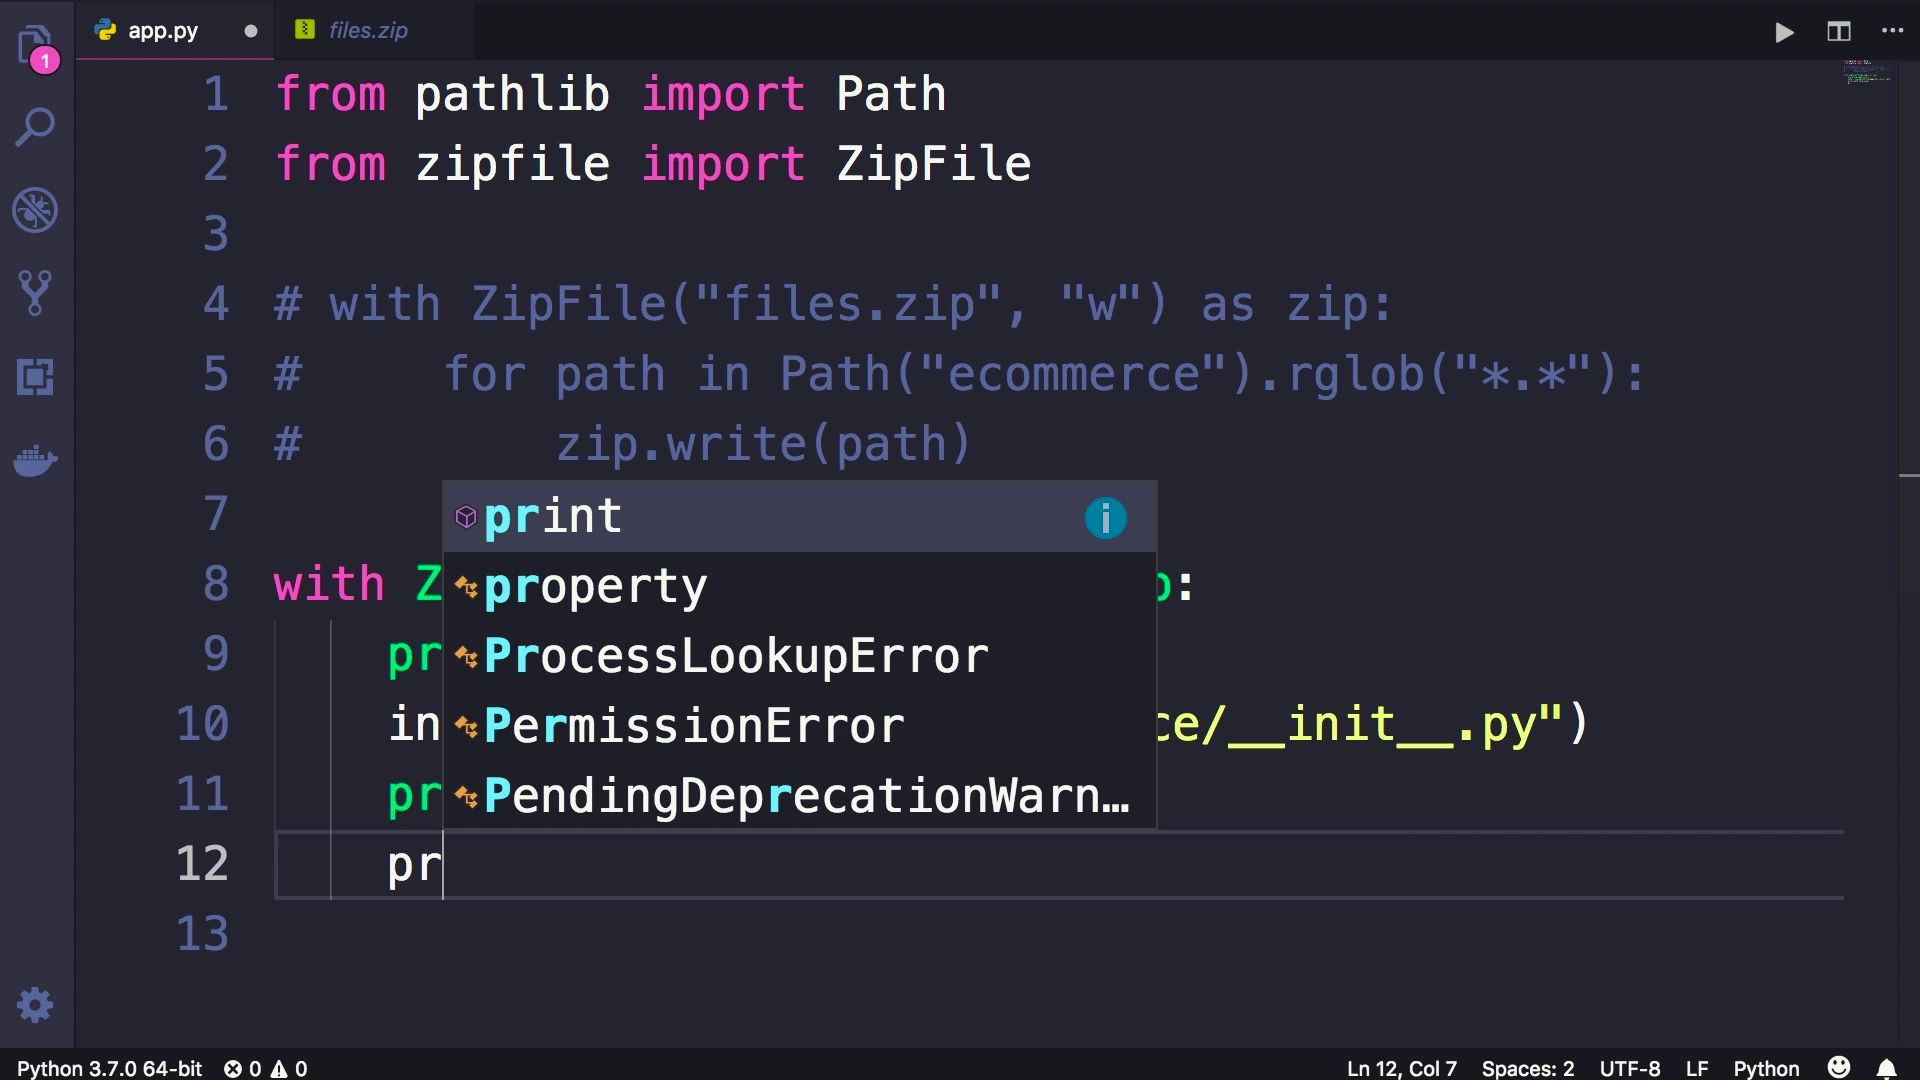 app.py
files.zip
1
1 from pathlib import Path
2 from zipfile import ZipFile
3
4 # with ZipFile("files.zip", "w") as zip:
5 #     for path in Path("ecommerce").rglob("*.*"):
6 #         zip.write(path)
7
print
8 with Z
:
property
9 pr
ProcessLookupError
10 in
ce/__init__.py")
PermissionError
11 pr
PendingDeprecationWarn…
12 pr
13
Python 3.7.0 64-bit 0 0 Ln 12, Col 7 Spaces: 2 UTF-8 LF Python